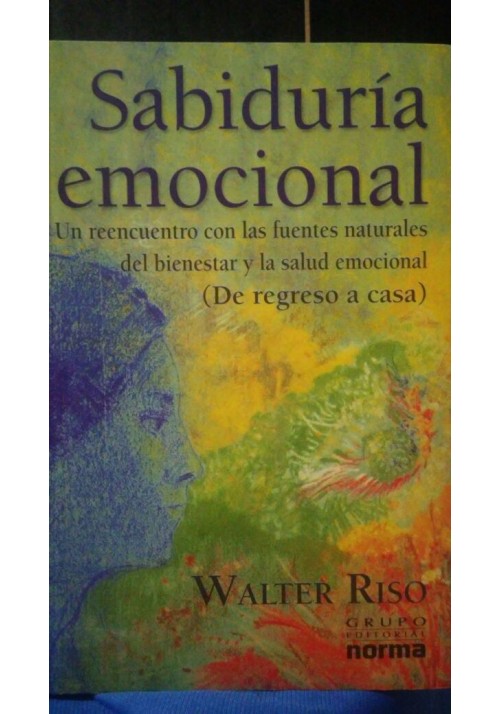 Sabiduría
emocional
Un reencuentro con las fuentes naturales
del bienestar y la salud emocional
(De regreso a casa)
WALTER RISO
GRUPO
EDITORIAL
norma